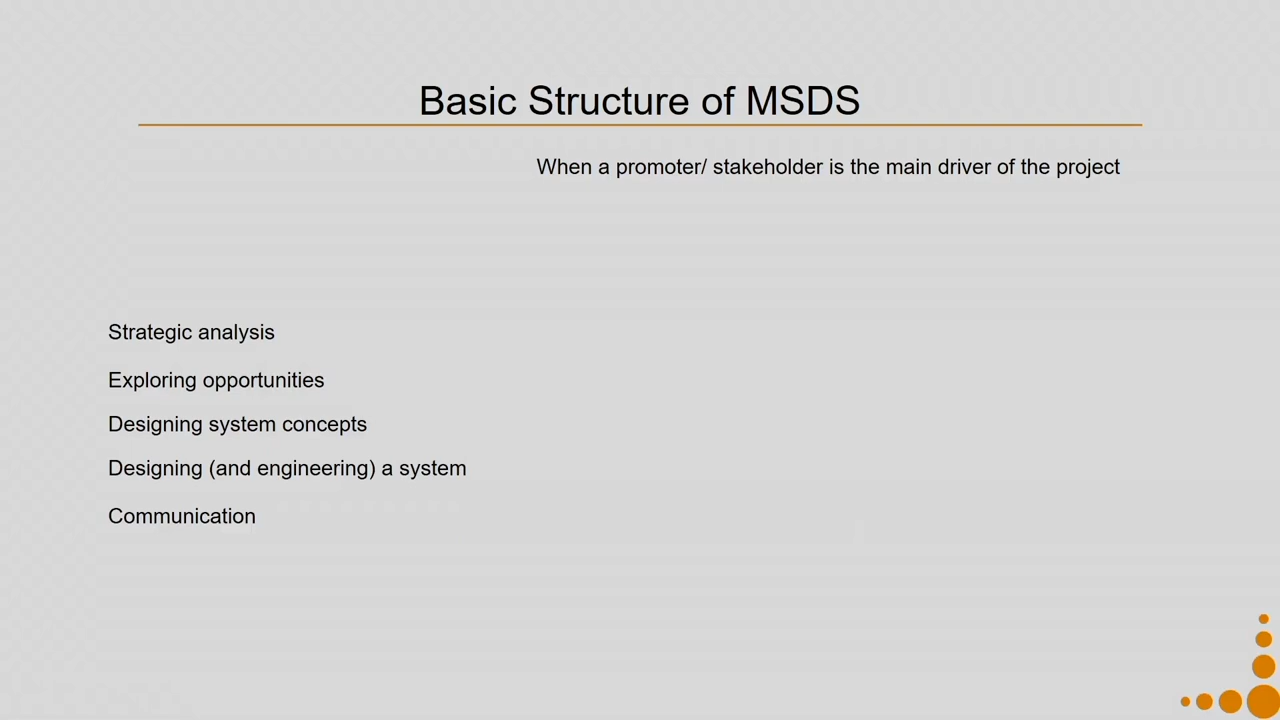 Basic Structure of MSDS
When a promoter/ stakeholder is the main driver of the project
Strategic analysis
Exploring opportunities
Designing system concepts
Designing (and engineering) a system
Communication